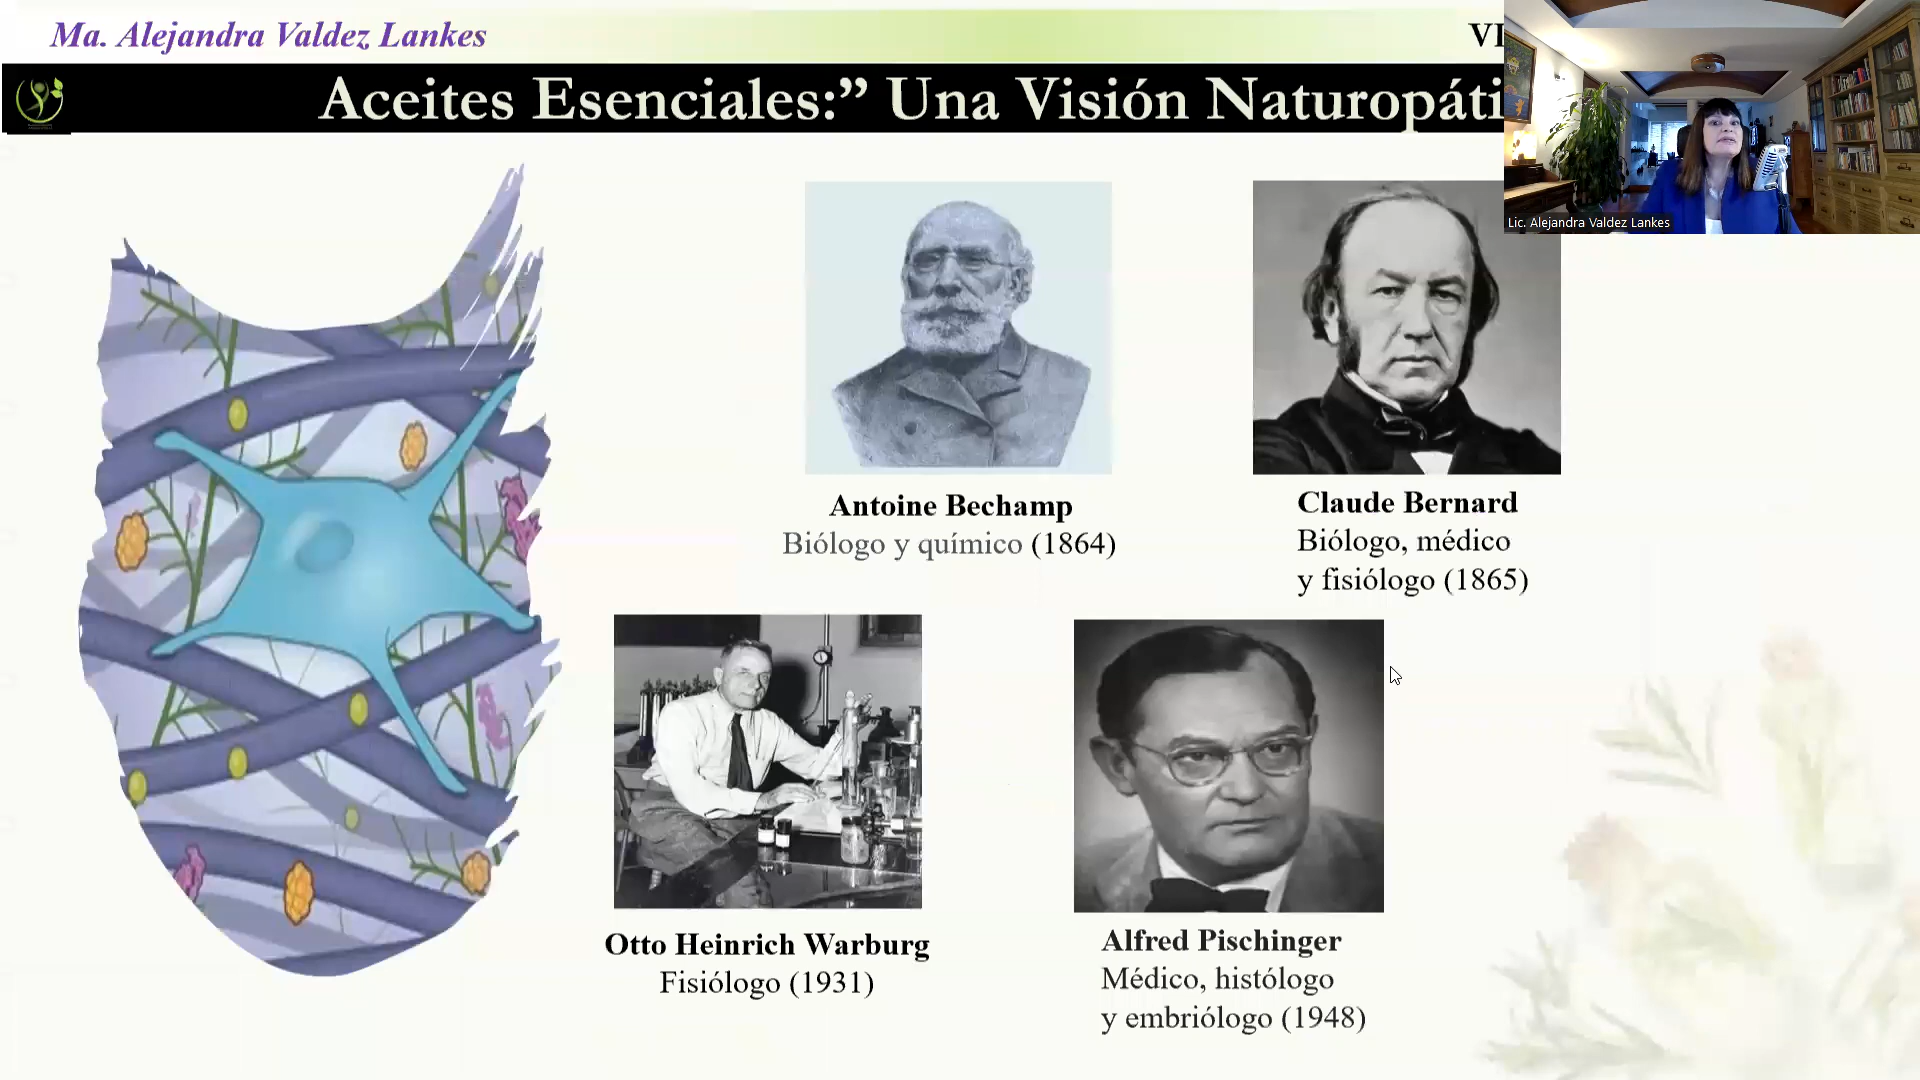 Ma. Alejandra Valdez Lankes
VI
Aceites Esenciales:” Una Visión Naturopáti
Lic. Alejandra Valdez Lankes
Antoine Bechamp
Biólogo y químico (1864)
Claude Bernard
Biólogo, médico
y fisiólogo (1865)
Otto Heinrich Warburg
Fisiólogo (1931)
Alfred Pischinger
Médico, histólogo
y embriólogo (1948)